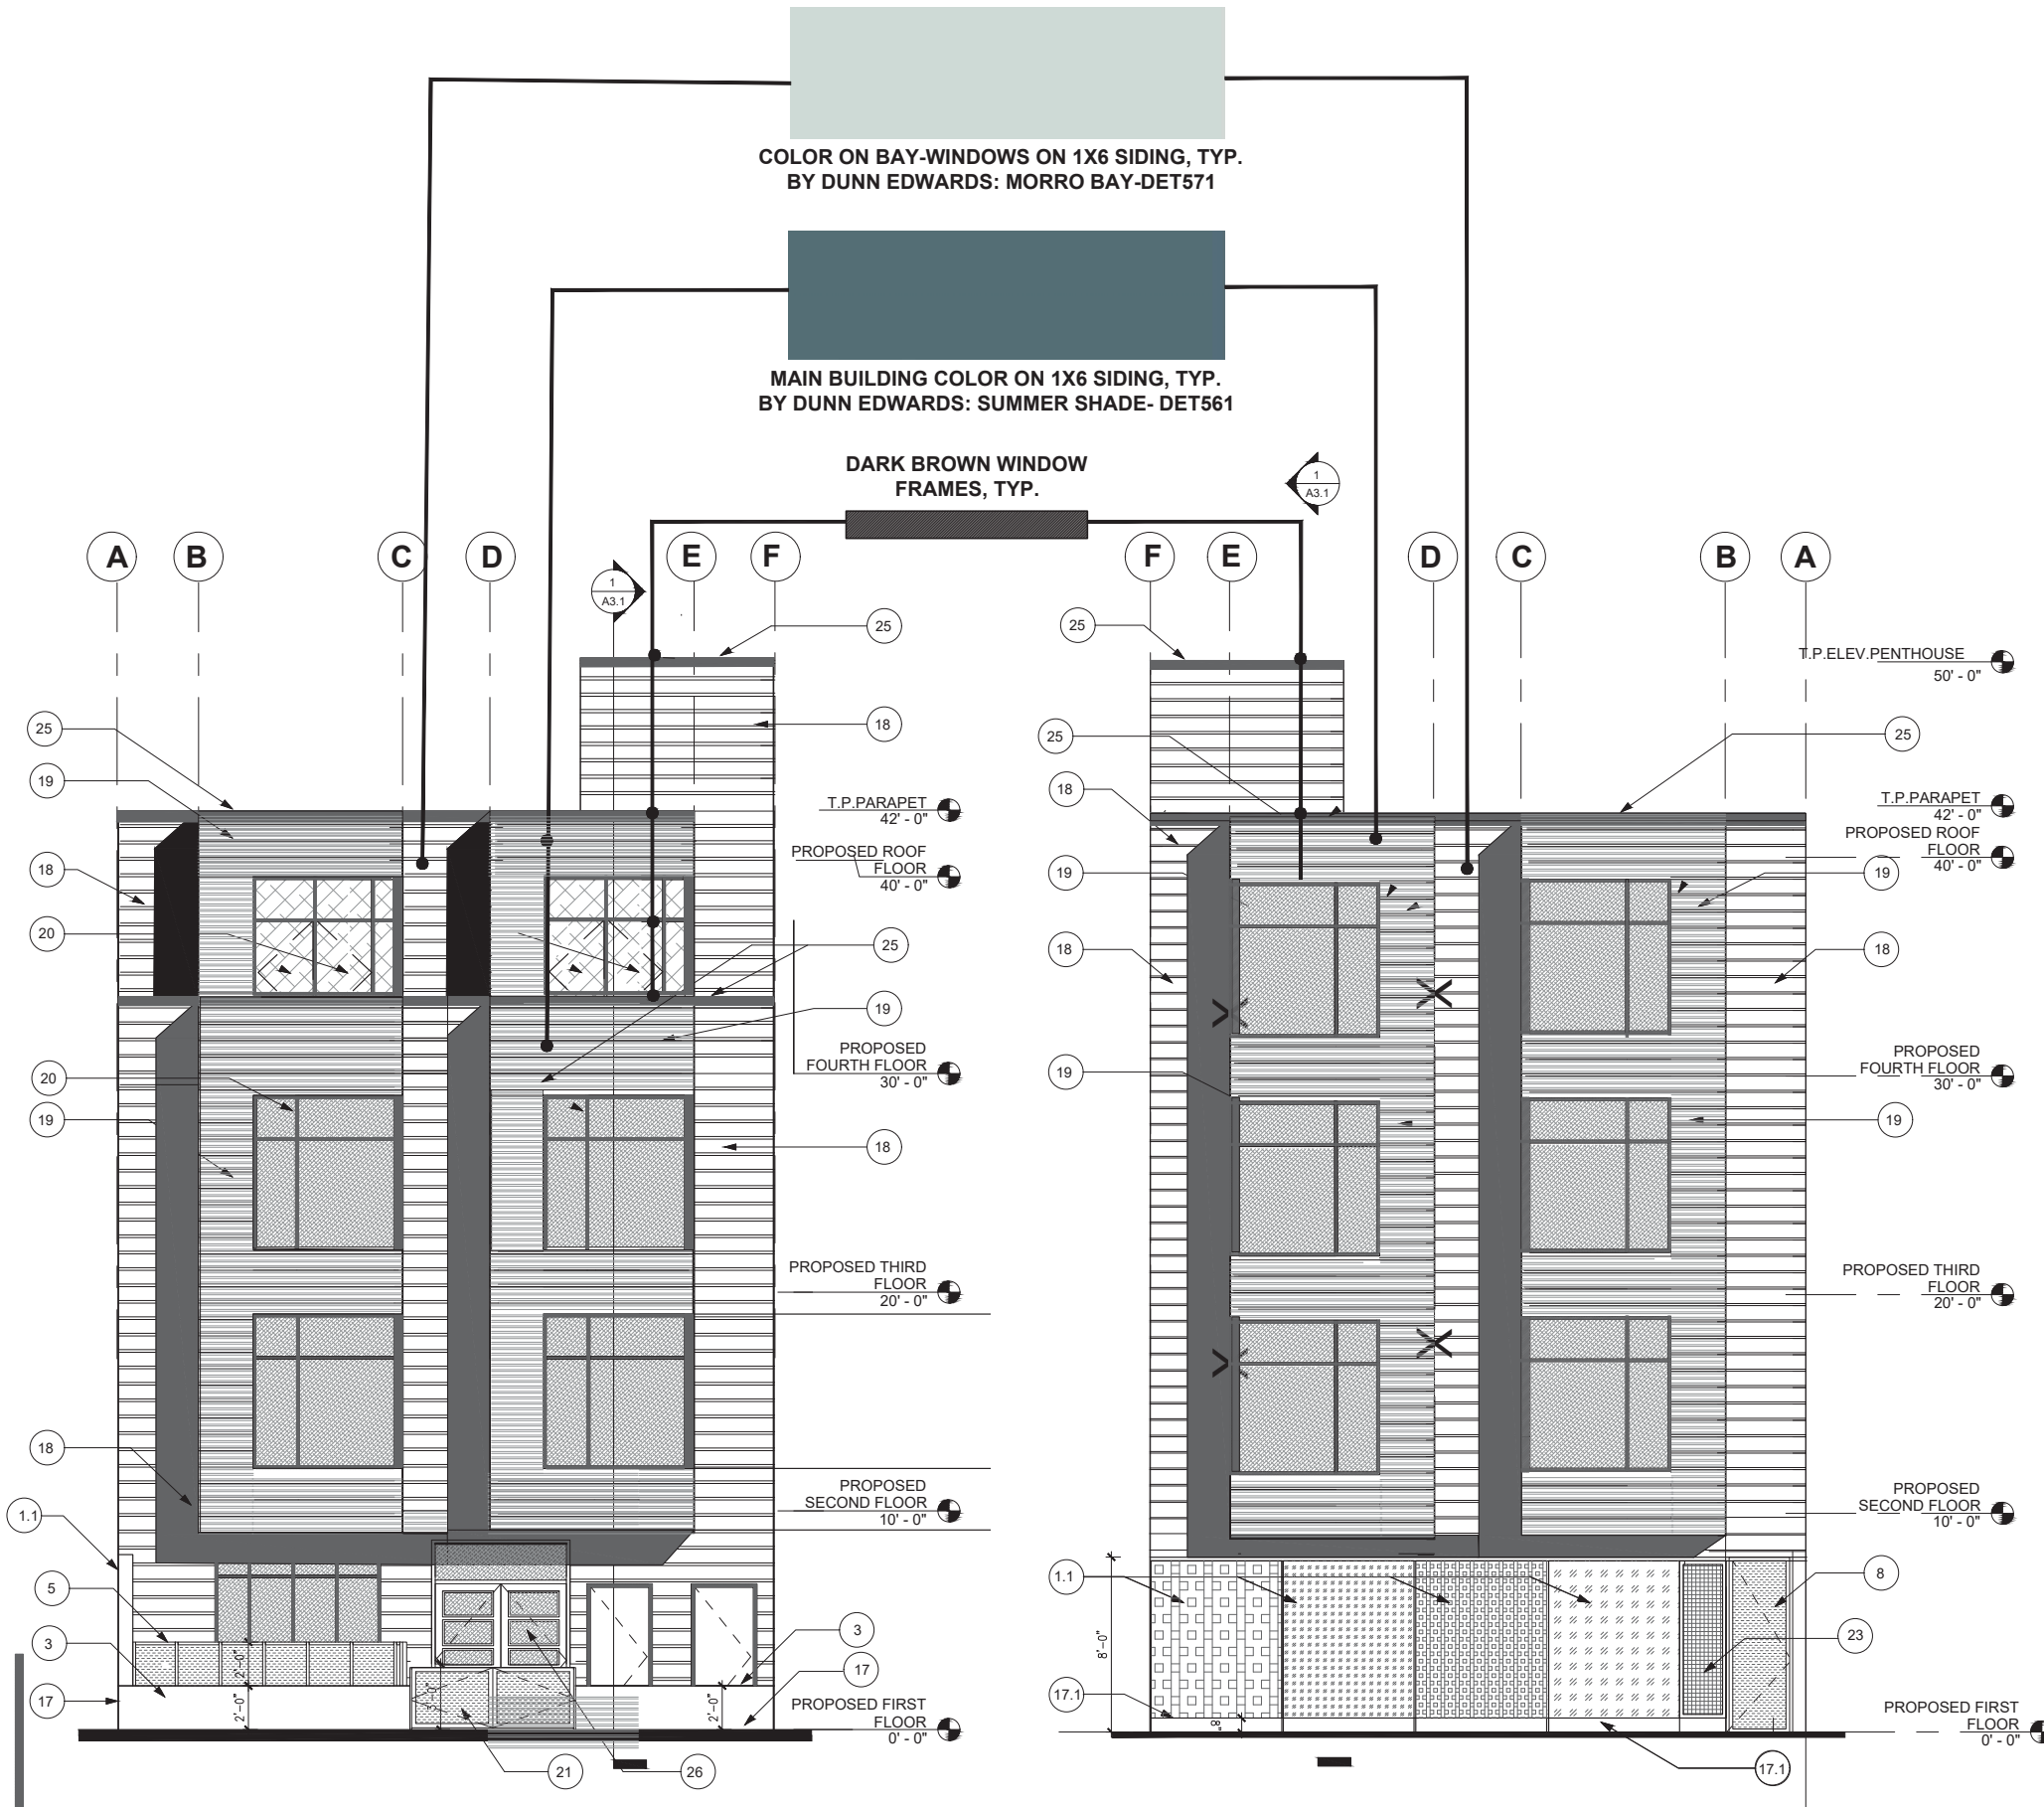 COLOR ON BAY-WINDOWS ON 1X6 SIDING, TYP.
BY DUNN EDWARDS: MORRO BAY-DET571
MAIN BUILDING COLOR ON 1X6 SIDING, TYP.
BY DUNN EDWARDS: SUMMER SHADE- DET561
DARK BROWN WINDOW
FRAMES, TYP.
1
A3.1
A
B
C
D
E
F
1
A3.1
25
18
25
19
18
20
25
19
20
19
18
18
1.1
5
3
17
3
17
21
26
2'-0"
2'-0"
2'-0"
T.P.PARAPET
42' - 0"
PROPOSED ROOF
FLOOR
40' - 0"
PROPOSED
FOURTH FLOOR
30' - 0"
PROPOSED THIRD
FLOOR
20' - 0"
PROPOSED
SECOND FLOOR
10' - 0"
PROPOSED FIRST
FLOOR
0' - 0"
F
E
D
C
B
A
25
25
25
18
19
19
18
18
19
19
1.1
8
23
17.1
17.1
8'-0"
8"
T.P.ELEV.PENTHOUSE
50' - 0"
T.P.PARAPET
42' - 0"
PROPOSED ROOF
FLOOR
40' - 0"
PROPOSED
FOURTH FLOOR
30' - 0"
PROPOSED THIRD
FLOOR
20' - 0"
PROPOSED
SECOND FLOOR
10' - 0"
PROPOSED FIRST
FLOOR
0' - 0"